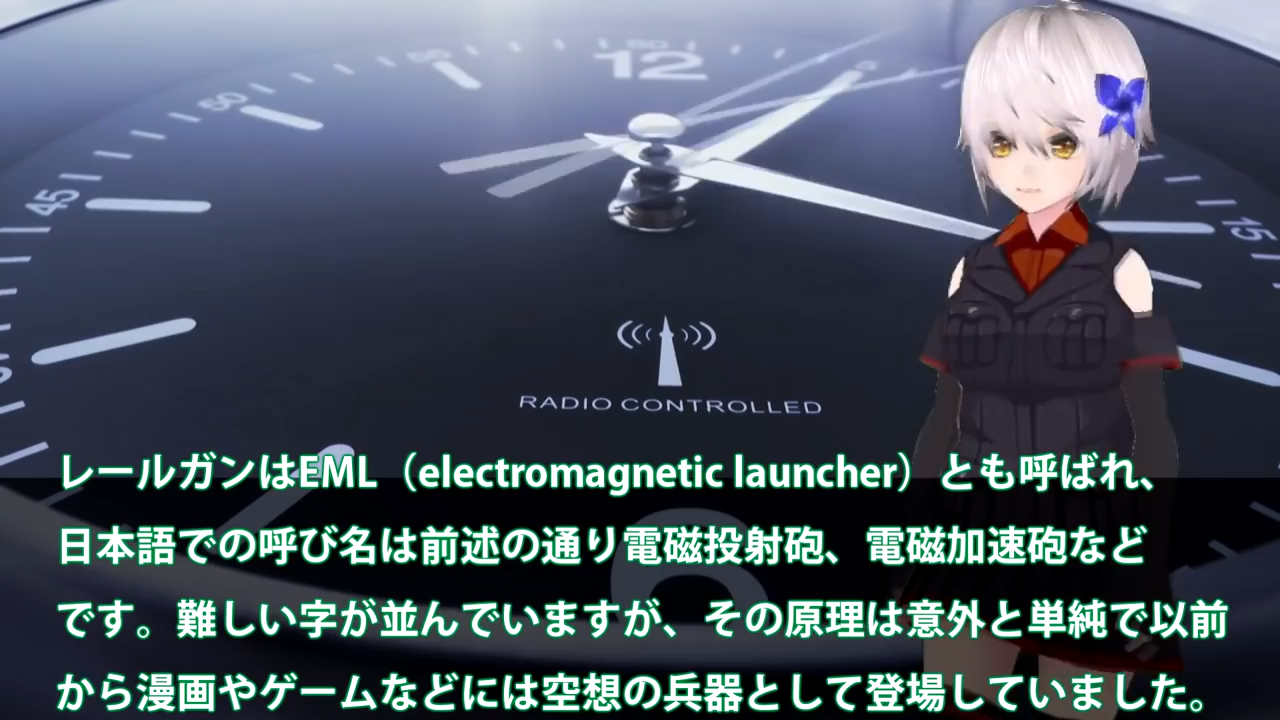 12
50
45
15
RADIO CONTROLLED
レールガンはEML（electromagnetic launcher）とも呼ばれ、
日本語での呼び名は前述の通り電磁投射砲、電磁加速砲など
です。難しい字が並んでいますが、その原理は意外と単純で以前
から漫画やゲームなどには空想の兵器として登場していました。